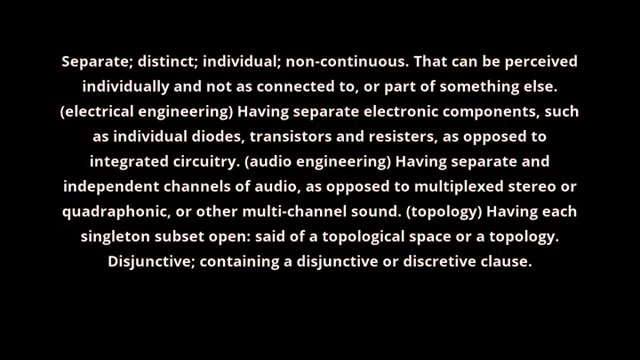 Separate; distinct; individual; non-continuous. That can be perceived
individually and not as connected to, or part of something else.
(electrical engineering) Having separate electronic components, such
as individual diodes, transistors and resisters, as opposed to
integrated circuitry. (audio engineering) Having separate and
independent channels of audio, as opposed to multiplexed stereo or
quadraphonic, or other multi-channel sound. (topology) Having each
singleton subset open: said of a topological space or a topology.
Disjunctive; containing a disjunctive or discretive clause.